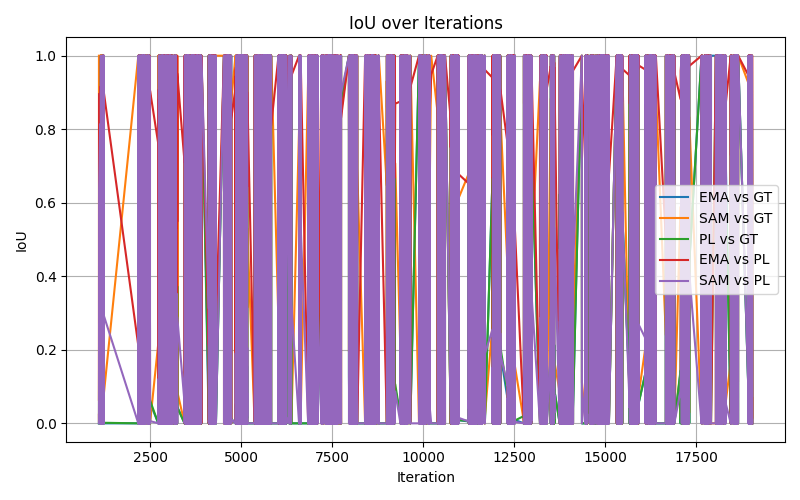 IoU over Iterations
1.0
0.8
0.6
0.4
0.2
0.0
IoU
EMA vs GT
SAM vs GT
PL vs GT
EMA vs PL
SAM vs PL
2500 5000 7500 10000 12500 15000 17500
Iteration